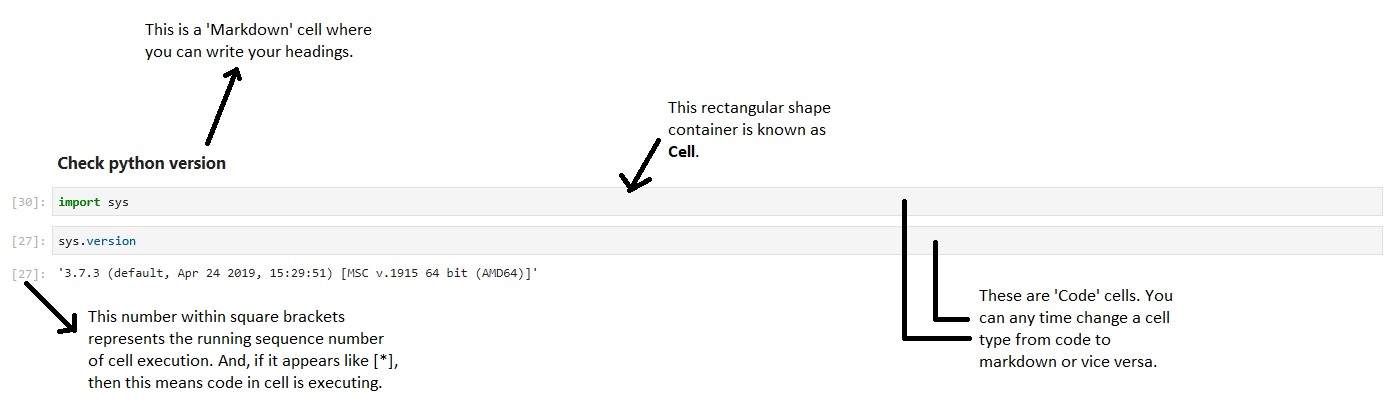 This is a 'Markdown' cell where
you can write your headings.
This rectangular shape
container is known as
Cell.
Check python version
[30]: import sys
[27]: sys.version
[27]: '3.7.3 (default, Apr 24 2019, 15:29:51) [MSC v.1915 64 bit (AMD64)]'
This number within square brackets
represents the running sequence number
of cell execution. And, if it appears like [*],
then this means code in cell is executing.
These are 'Code' cells. You
can any time change a cell
type from code to
markdown or vice versa.